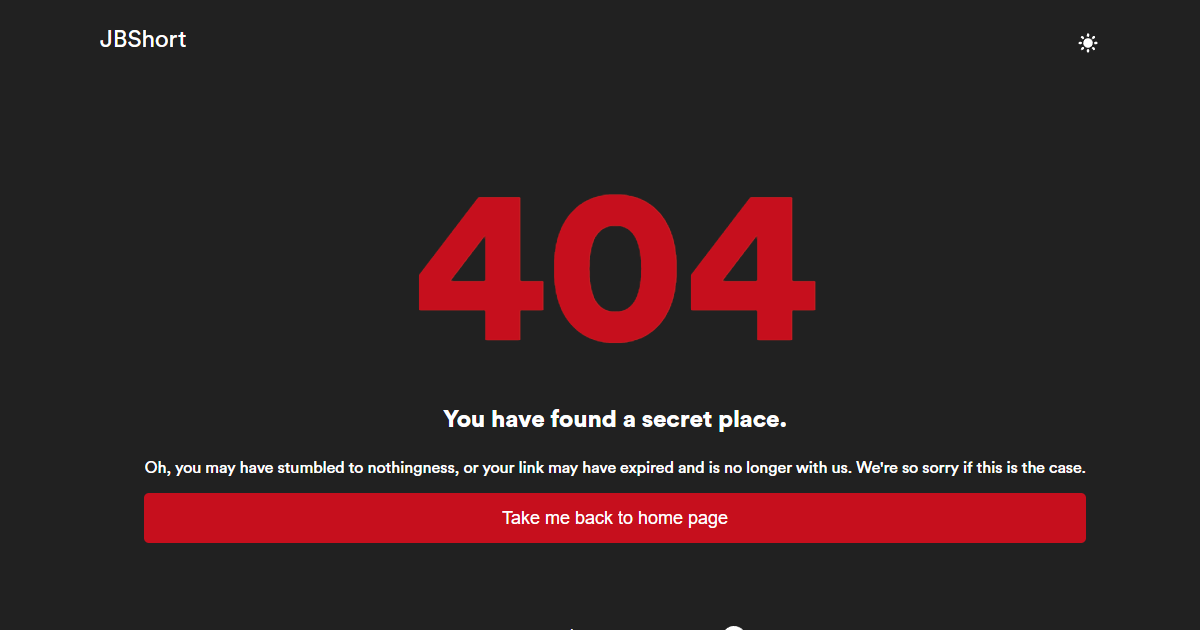 JBShort
404
You have found a secret place.
Oh, you may have stumbled to nothingness, or your link may have expired and is no longer with us. We're so sorry if this is the case.
Take me back to home page